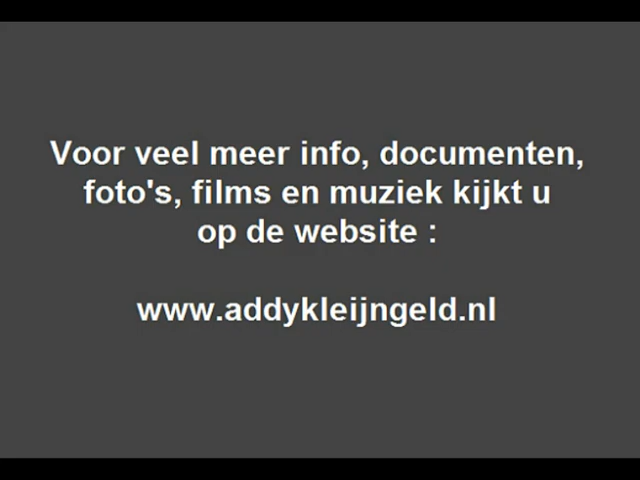 Voor veel meer info, documenten,
foto's, films en muziek kijkt u
op de website :
www.addykleijngeld.nl